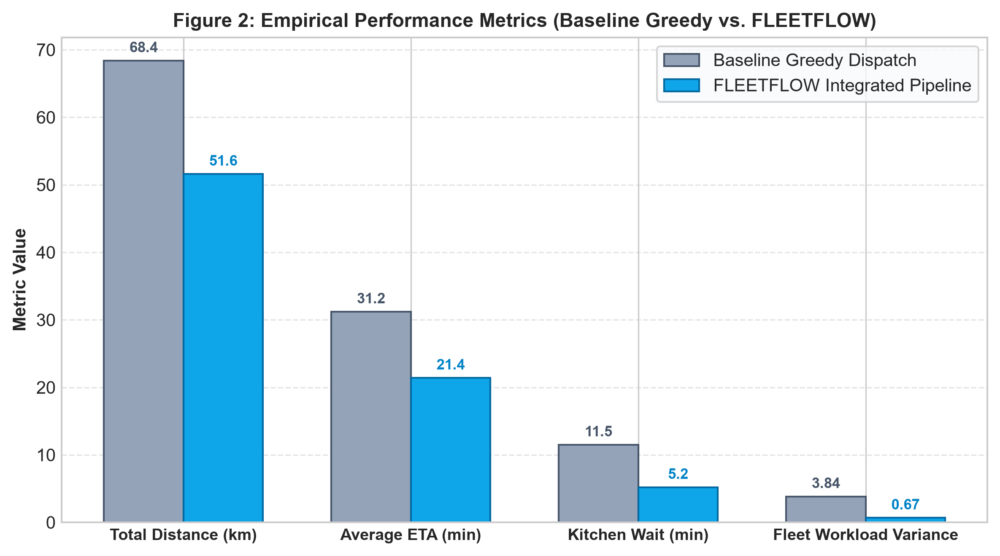 Figure 2: Empirical Performance Metrics (Baseline Greedy vs. FLEETFLOW)
Baseline Greedy Dispatch
FLEETFLOW Integrated Pipeline
Metric Value
70
60
50
40
30
20
10
0
68.4
51.6
31.2
21.4
11.5
5.2
3.84
0.67
Total Distance (km)
Average ETA (min)
Kitchen Wait (min)
Fleet Workload Variance